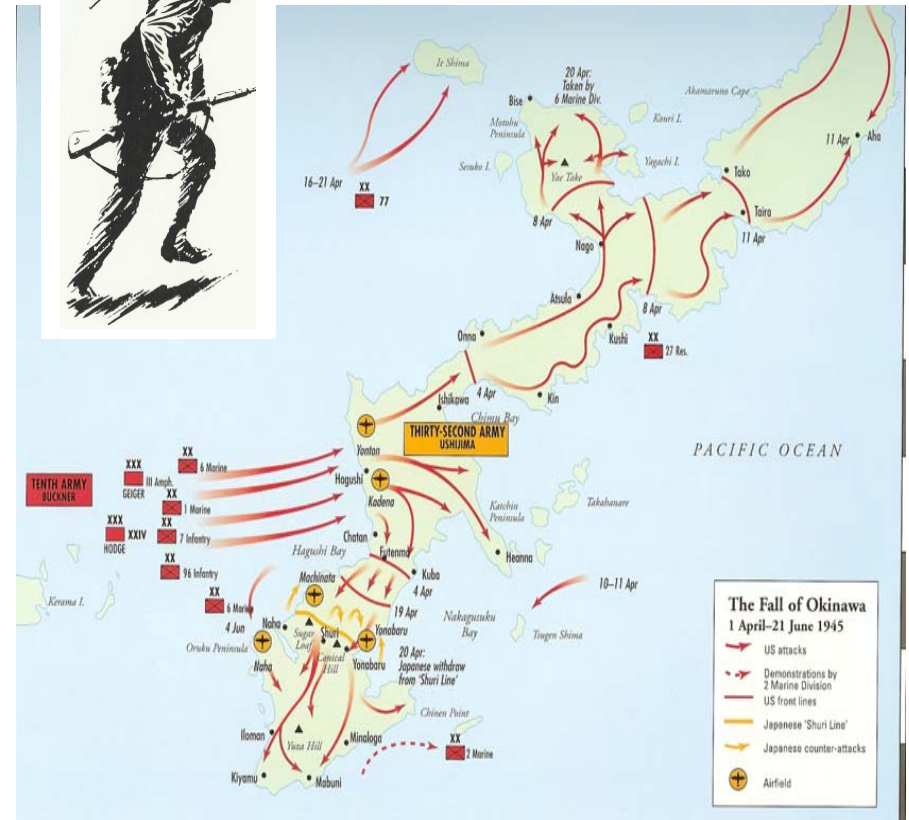 Ie Shima
20 Apr:
Taken by
6 Marine Div.
Bise
Motobu
Peninsula
Kouri I.
Akamaruno Cape
Sesuko I.
Yae Take
Yagachi I.
11 Apr
Aha
16–21 Apr
XX
77
8 Apr
Tako
Taira
11 Apr
Nago
Atsula
8 Apr
Kushi
XX
27 Res.
Onna
4 Apr
Ishikawa
Kin
Chimu Bay
THIRTY-SECOND ARMY
USHIJIMA
Yontan
PACIFIC OCEAN
TENTH ARMY
BUCKNER
XXX
III Amph.
GEIGER
XX
6 Marine
XX
1 Marine
XXX
XXIV
HODGE
XX
7 Infantry
XX
96 Infantry
Hagushi
Kadena
Katchin
Peninsula
Takabanare
Chatan
Hagushi Bay
Futenma
Heanna
Kuba
4 Apr
Machinata
19 Apr
Kerama I.
XX
6 Marine
4 Jun
Naha
Oruku Peninsula
Naha
Sugar
Loaf
Shuri
Conical
Hill
Yonabaru
Yonabaru
Nakagusuku
Bay
10–11 Apr
Tsugen Shima
20 Apr:
Japanese withdraw
from 'Shuri Line'
Chinen Point
Iloman
Yuza Hill
Minaloga
XX
2 Marine
Kiyamu
Mabuni
The Fall of Okinawa
1 April–21 June 1945
US attacks
Demonstrations by
2 Marine Division
US front lines
Japanese 'Shuri Line'
Japanese counter-attacks
Airfield